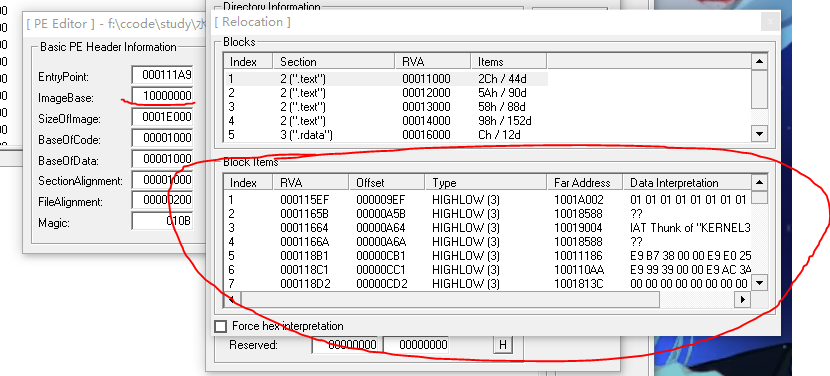 Directory Information
[ PE Editor ] - f:\ccode\study\水
Basic PE Header Information
EntryPoint: 000111A9
ImageBase: 10000000
SizeOfImage: 0001E000
BaseOfCode: 00001000
BaseOfData: 00001000
SectionAlignment: 00001000
FileAlignment: 00000200
Magic: 010B
[ Relocation ]
Blocks
Index Section RVA Items
1 2 (".text") 00011000 2Ch / 44d
2 2 (".text") 00012000 5Ah / 90d
3 2 (".text") 00013000 58h / 88d
4 2 (".text") 00014000 98h / 152d
5 3 (".rdata") 00016000 Ch / 12d
Block Items
Index RVA Offset Type Far Address Data Interpretation
1 000115EF 000009EF HIGHLOW (3) 1001A002 01 01 01 01 01 01 01 01
2 0001165B 00000A5B HIGHLOW (3) 10018588 ??
3 00011664 00000A64 HIGHLOW (3) 10019004 IAT Thunk of "KERNEL3
4 0001166A 00000A6A HIGHLOW (3) 10018588 ??
5 000118B1 00000CB1 HIGHLOW (3) 10011186 E9 B7 38 00 00 E9 E0 25
6 000118C1 00000CC1 HIGHLOW (3) 100110AA E9 99 39 00 00 E9 AC 3A
7 000118D2 00000CD2 HIGHLOW (3) 1001813C 00 00 00 00 00 00 00 00
Force hex interpretation
Reserved: 00000000 00000000 H